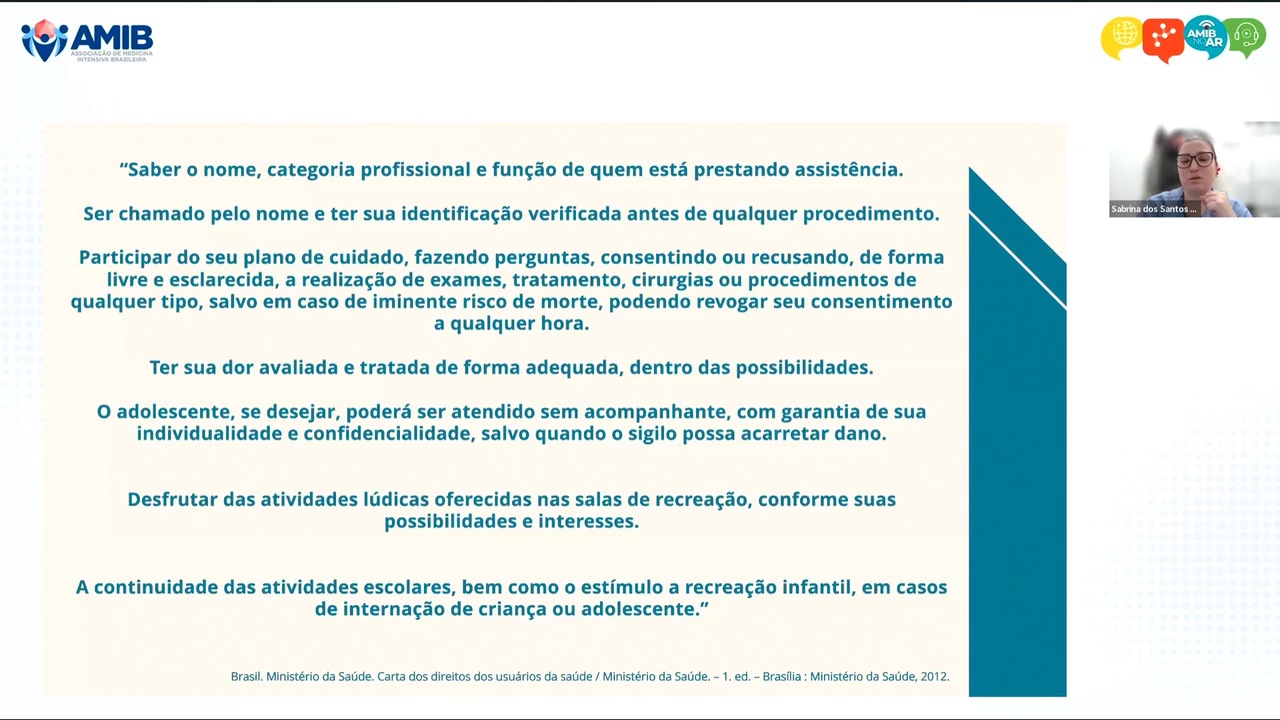 AMIB
ASSOCIAÇÃO DE MEDICINA
INTENSIVA BRASILEIRA
AMIB
NO
AR
“Saber o nome, categoria profissional e função de quem está prestando assistência.
Ser chamado pelo nome e ter sua identificação verificada antes de qualquer procedimento.
Participar do seu plano de cuidado, fazendo perguntas, consentindo ou recusando, de forma
livre e esclarecida, a realização de exames, tratamento, cirurgias ou procedimentos de
qualquer tipo, salvo em caso de iminente risco de morte, podendo revogar seu consentimento
a qualquer hora.
Ter sua dor avaliada e tratada de forma adequada, dentro das possibilidades.
O adolescente, se desejar, poderá ser atendido sem acompanhante, com garantia de sua
individualidade e confidencialidade, salvo quando o sigilo possa acarretar dano.
Desfrutar das atividades lúdicas oferecidas nas salas de recreação, conforme suas
possibilidades e interesses.
A continuidade das atividades escolares, bem como o estímulo a recreação infantil, em casos
de internação de criança ou adolescente.”
Brasil. Ministério da Saúde. Carta dos direitos dos usuários da saúde / Ministério da Saúde. – 1. ed. – Brasília : Ministério da Saúde, 2012.
Sabrina dos Santos ...